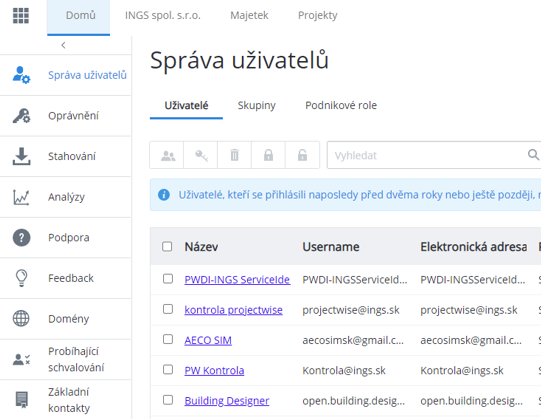 Domů INGS spol. s.r.o. Majetek Projekty
Správa uživatelů
Správa uživatelů
Uživatelé Skupiny Podnikové role
Oprávnění
Stahování
Vyhledat
Analýzy
Uživatelé, kteří se přihlásili naposledy před dvěma roky nebo ještě později,
Podpora
Název Username Elektronická adresa
Feedback
PWDI-INGS ServiceIde PWDI-INGSServiceId... PWDI-INGSServiceId...
kontrola projectwise projectwise@ings.sk projectwise@ings.sk
Domény
AECO SIM aecosimsk@gmail.c... aecosimsk@gmail.c...
Probíhající
schvalování
PW Kontrola Kontrola@ings.sk Kontrola@ings.sk
Základní
kontakty
Building Designer open.building.desig... open.building.desig...